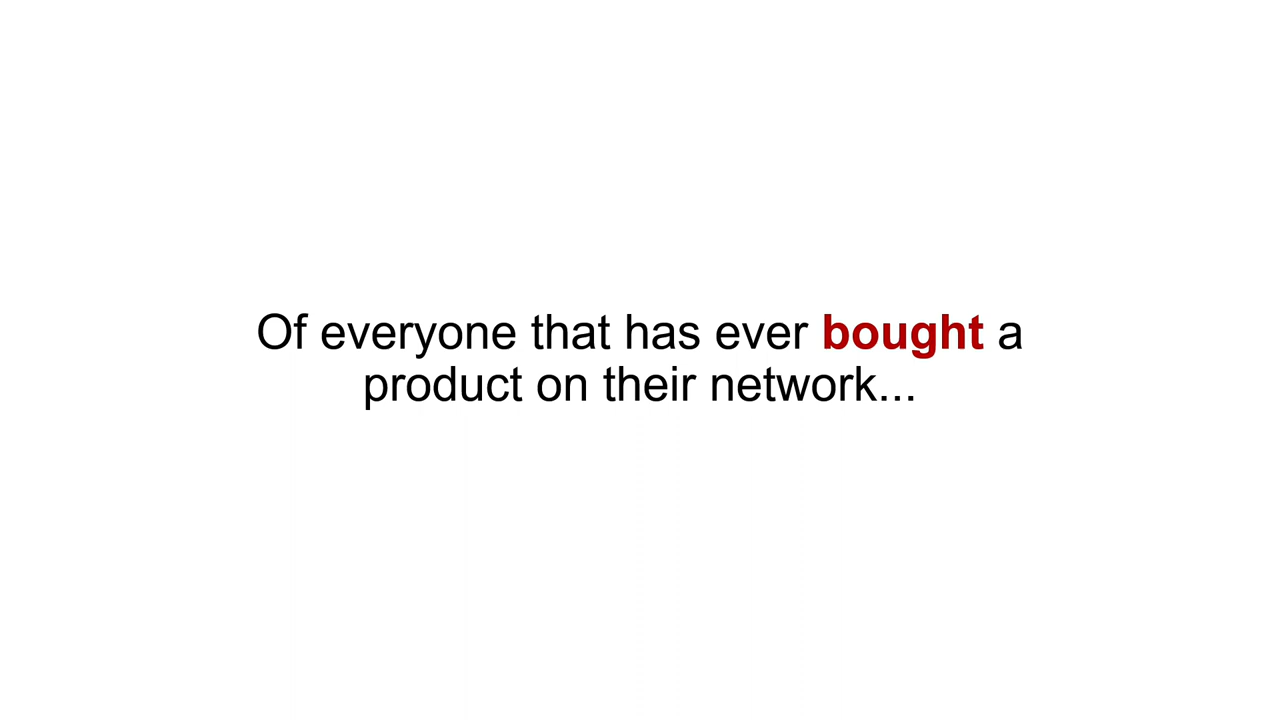 Of everyone that has ever bought a
product on their network...